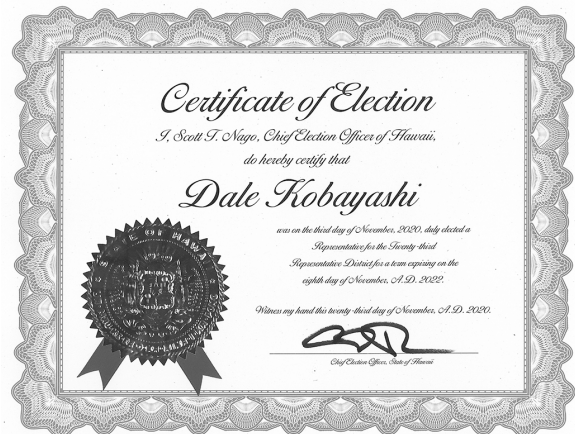 Certificate of Election
I, Scott T. Nago, Chief Election Officer of Hawaii,
do hereby certify that
Dale Kobayashi
was on the third day of November, 2020, duly elected a
Representative for the Twenty-third
Representative District for a term expiring on the
eighth day of November, A.D. 2022.
Witness my hand this twenty-third day of November, A.D. 2020.
Chief Election Officer, State of Hawaii
STATE OF HAWAII